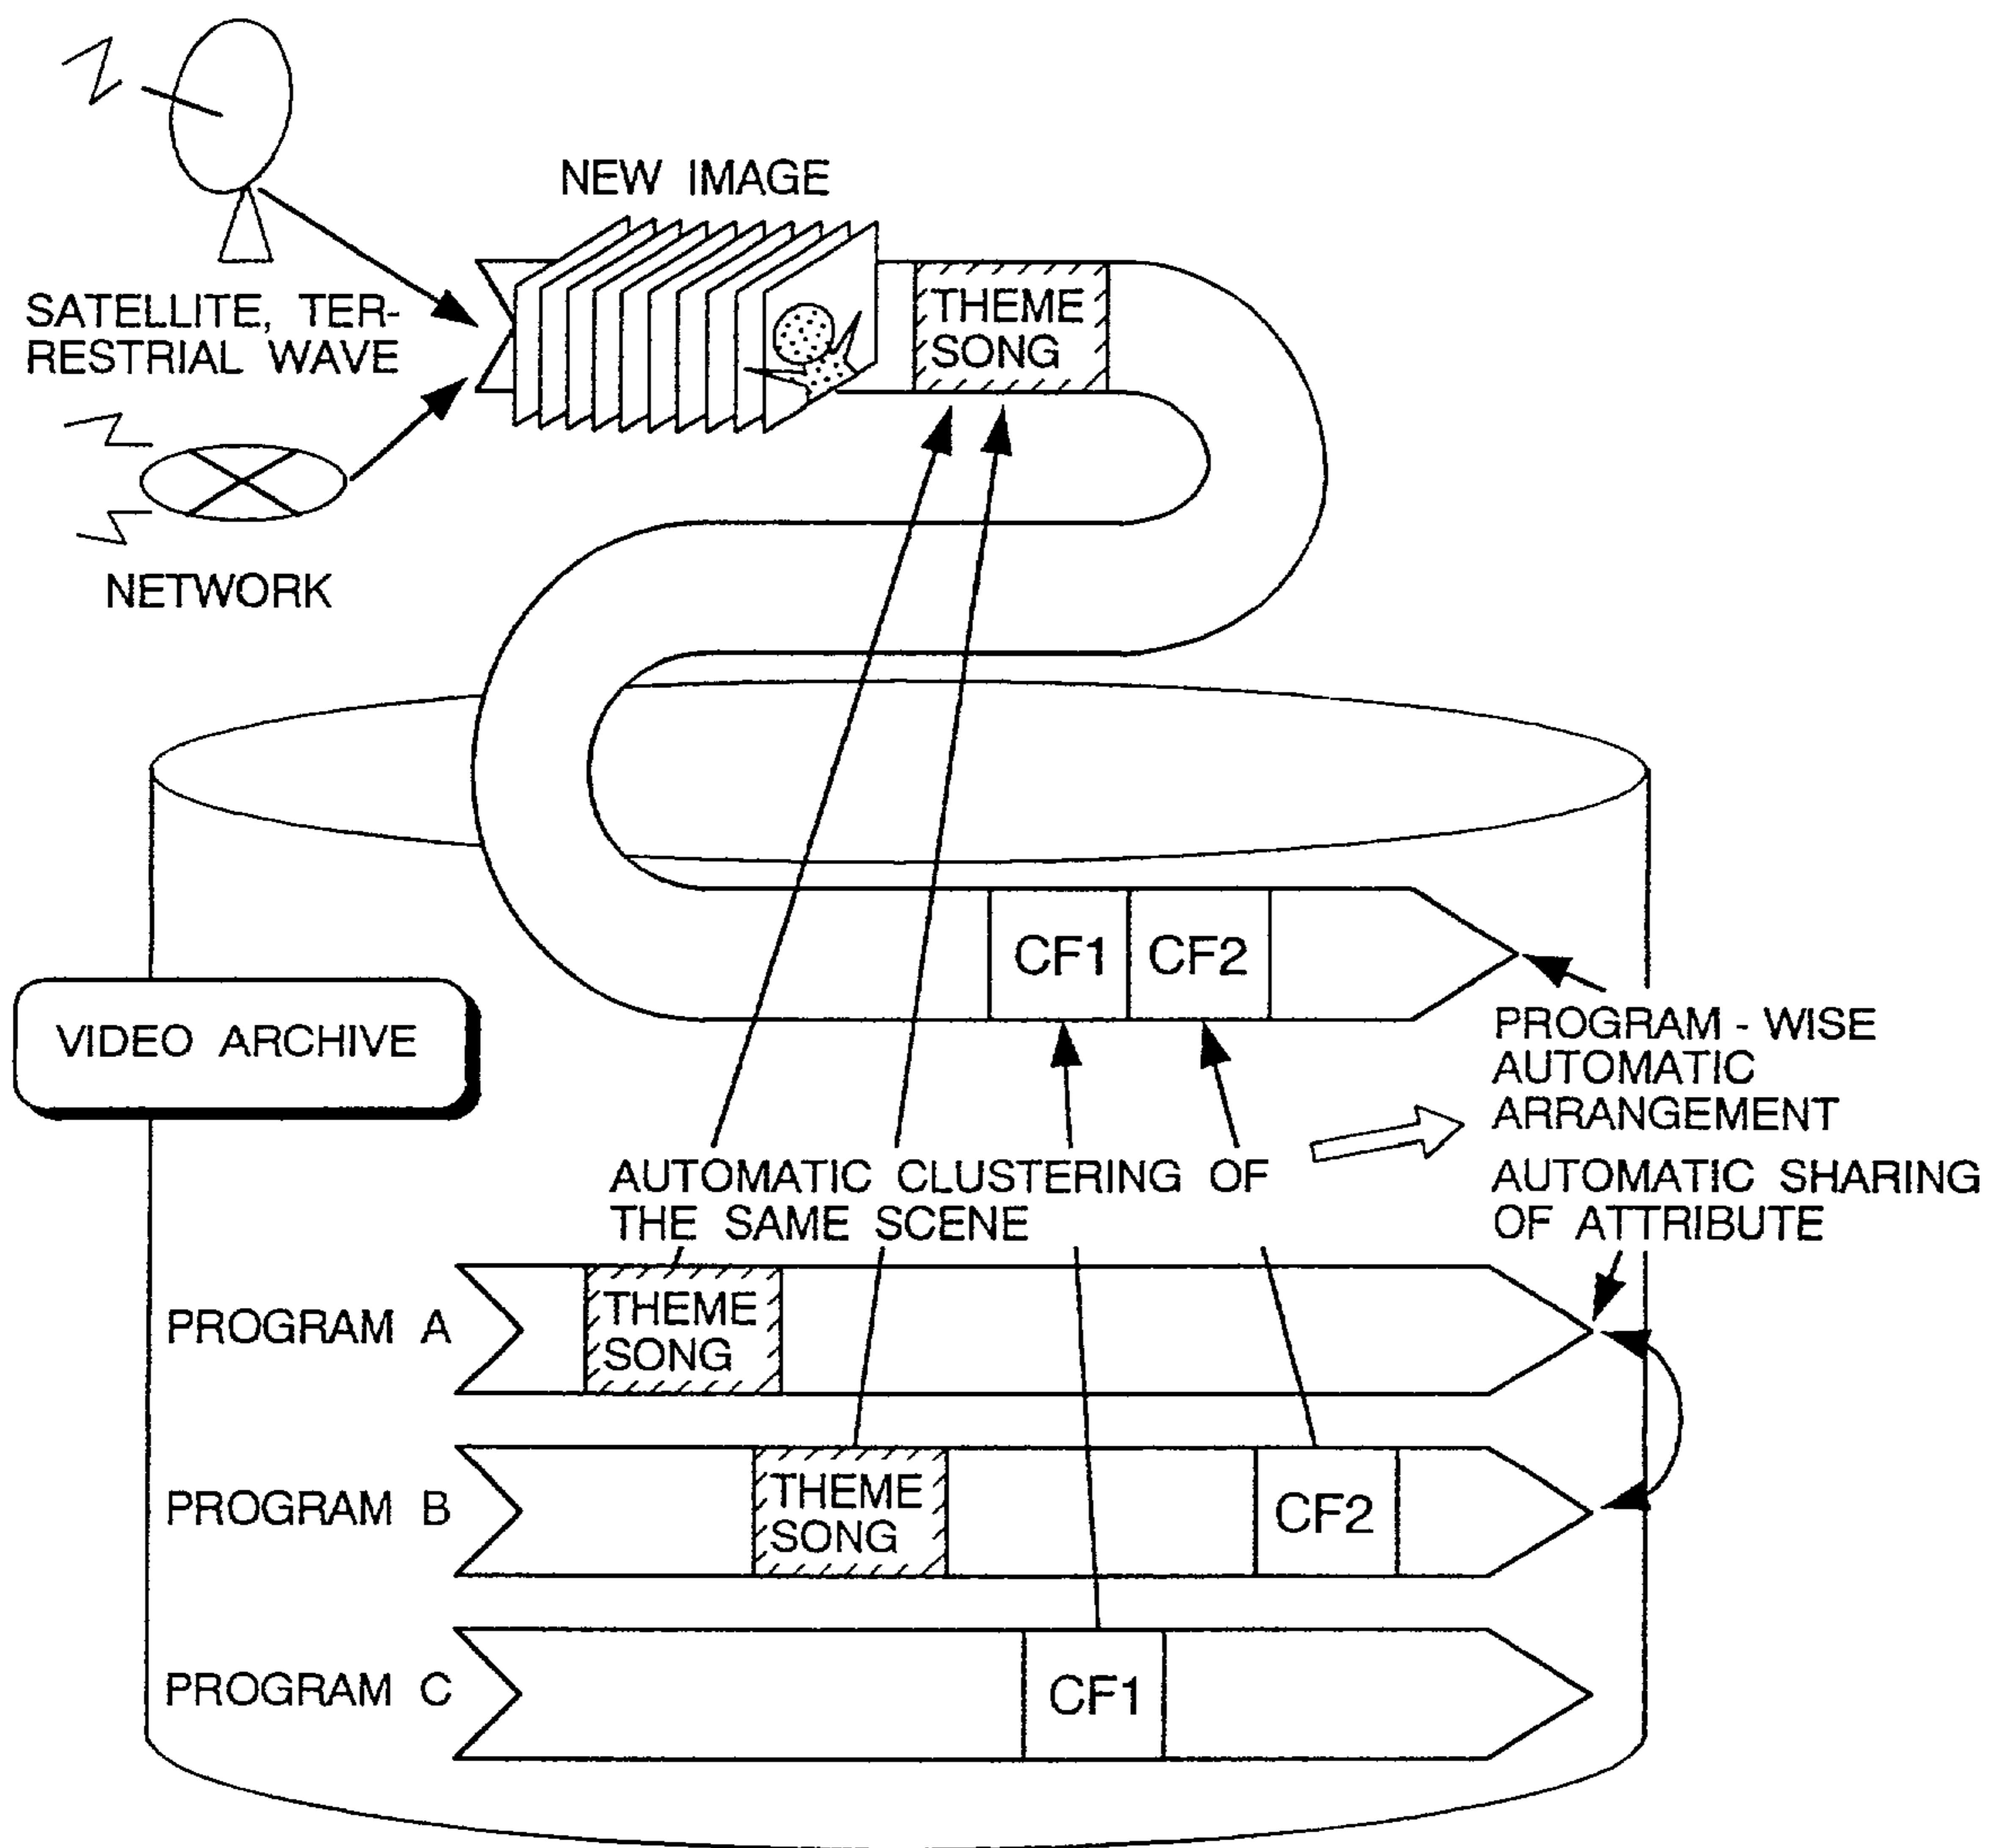 NEW IMAGE
SATELLITE, TER-
RESTRIAL WAVE
THEME
SONG
NETWORK
CF1
CF2
VIDEO ARCHIVE
PROGRAM - WISE
AUTOMATIC
ARRANGEMENT
AUTOMATIC CLUSTERING OF
THE SAME SCENE
AUTOMATIC SHARING
OF ATTRIBUTE
PROGRAM A
THEME
SONG
PROGRAM B
THEME
SONG
CF2
PROGRAM C
CF1